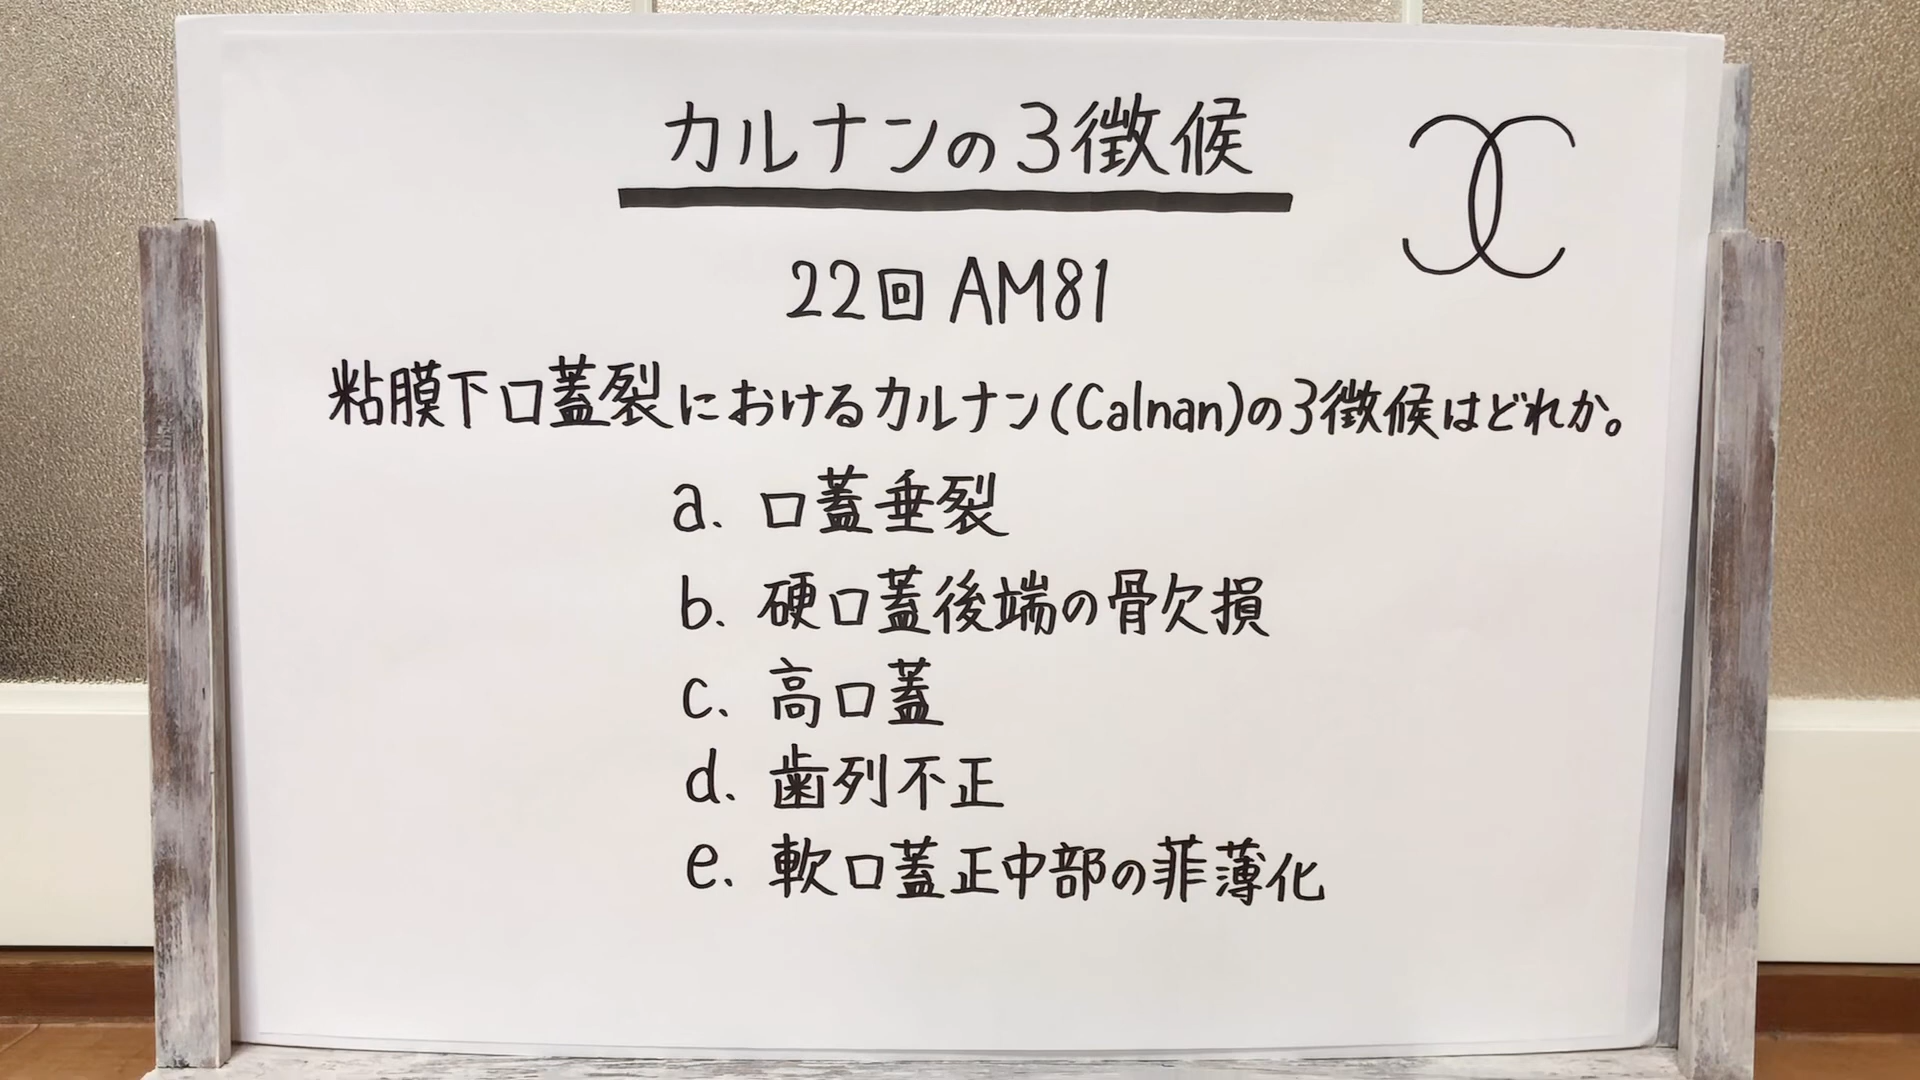 カルナンの3徴候
22回 AM81
粘膜下口蓋裂におけるカルナン(Calnan)の3徴候はどれか。
a. 口蓋垂裂
b. 硬口蓋後端の骨欠損
c. 高口蓋
d. 歯列不正
e. 軟口蓋正中部の菲薄化